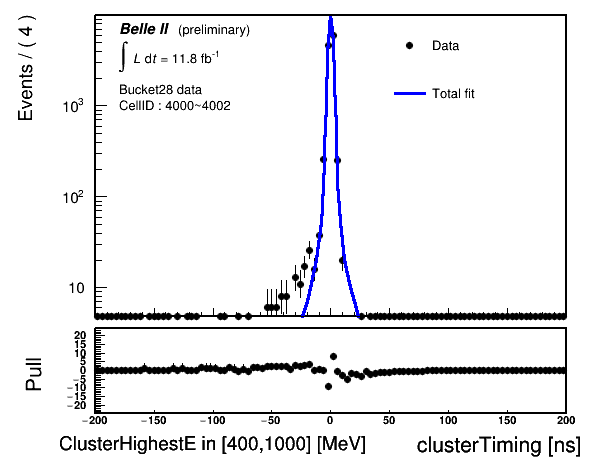 Belle II (preliminary)
∫ L dt = 11.8 fb⁻¹
Bucket28 data
CellID : 4000~4002
Data
Total fit
Events / ( 4 )
10³
10²
10
Pull
20
15
10
5
0
−5
−10
−15
−20
−200 −150 −100 −50 0 50 100 150 200
ClusterHighestE in [400,1000] [MeV] clusterTiming [ns]